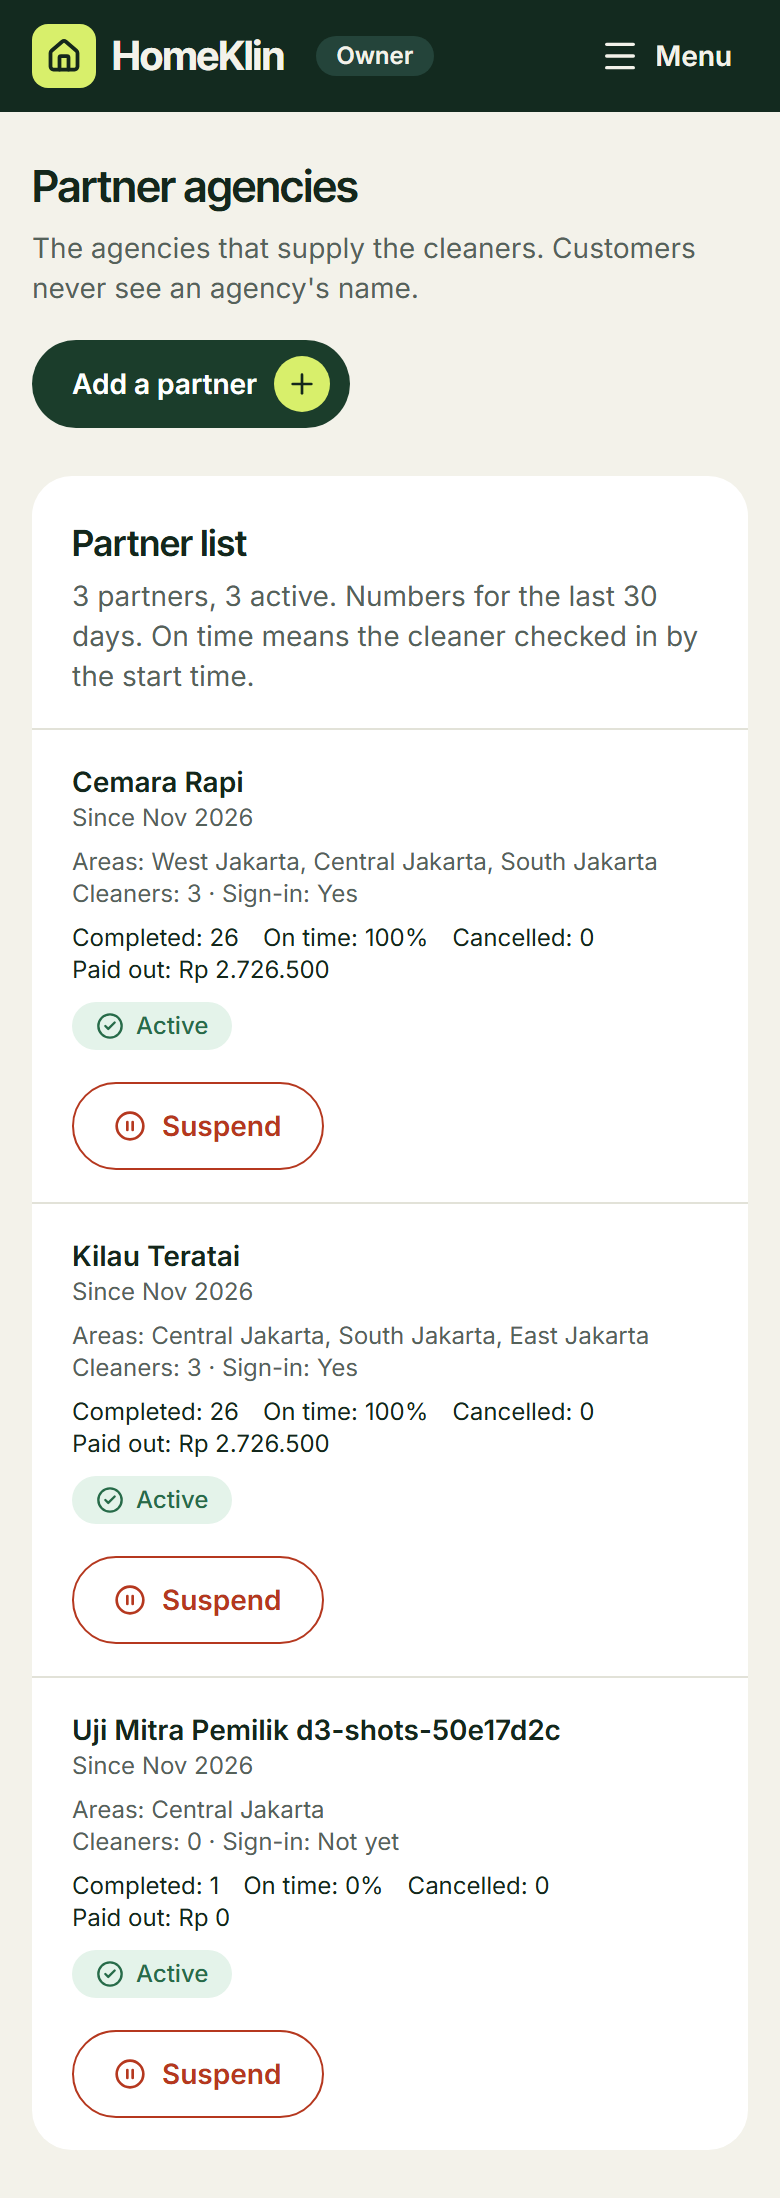 HomeKlin
Owner
Menu
Partner agencies
The agencies that supply the cleaners. Customers
never see an agency's name.
Add a partner
Partner list
3 partners, 3 active. Numbers for the last 30
days. On time means the cleaner checked in by
the start time.
Cemara Rapi
Since Nov 2026
Areas: West Jakarta, Central Jakarta, South Jakarta
Cleaners: 3 · Sign-in: Yes
Completed: 26 On time: 100% Cancelled: 0
Paid out: Rp 2.726.500
Active
Suspend
Kilau Teratai
Since Nov 2026
Areas: Central Jakarta, South Jakarta, East Jakarta
Cleaners: 3 · Sign-in: Yes
Completed: 26 On time: 100% Cancelled: 0
Paid out: Rp 2.726.500
Active
Suspend
Uji Mitra Pemilik d3-shots-50e17d2c
Since Nov 2026
Areas: Central Jakarta
Cleaners: 0 · Sign-in: Not yet
Completed: 1 On time: 0% Cancelled: 0
Paid out: Rp 0
Active
Suspend